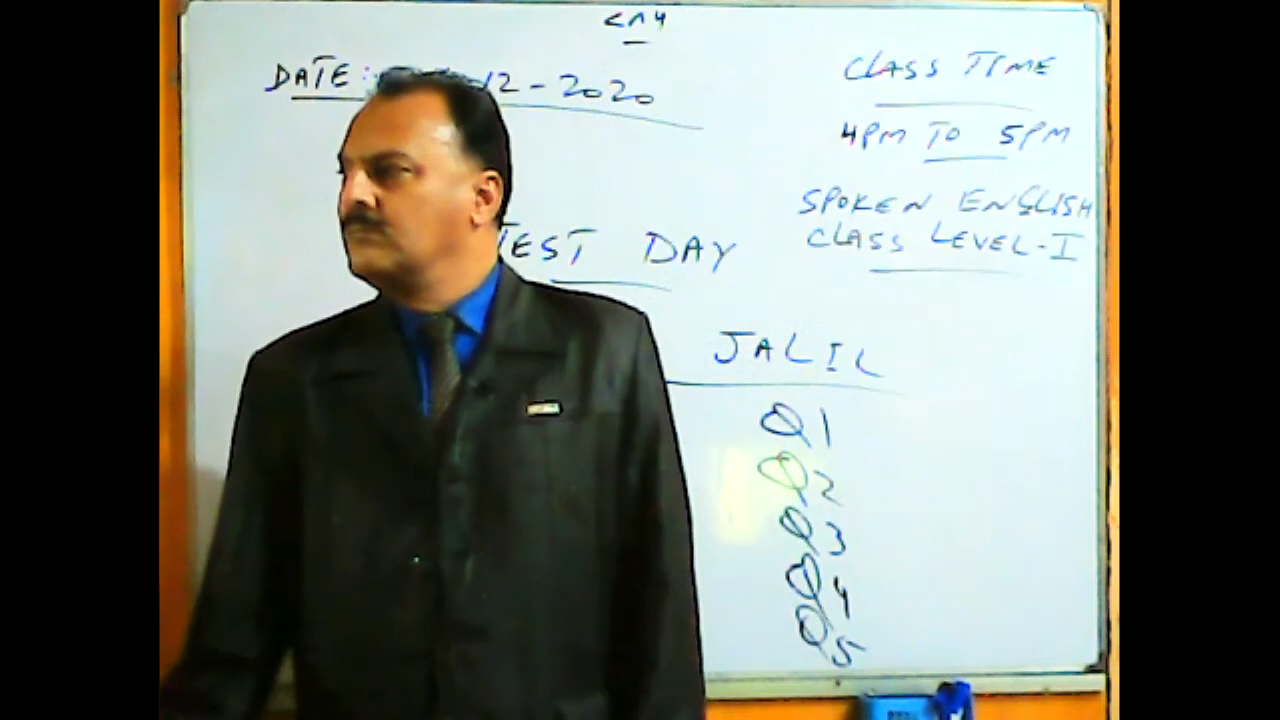 DATE: 12-2020
CLASS TIME
4PM TO 5PM
SPOKEN ENGLISH
CLASS LEVEL-I
TEST DAY
JALIL
Q1
Q2
Q3
Q4
Q5